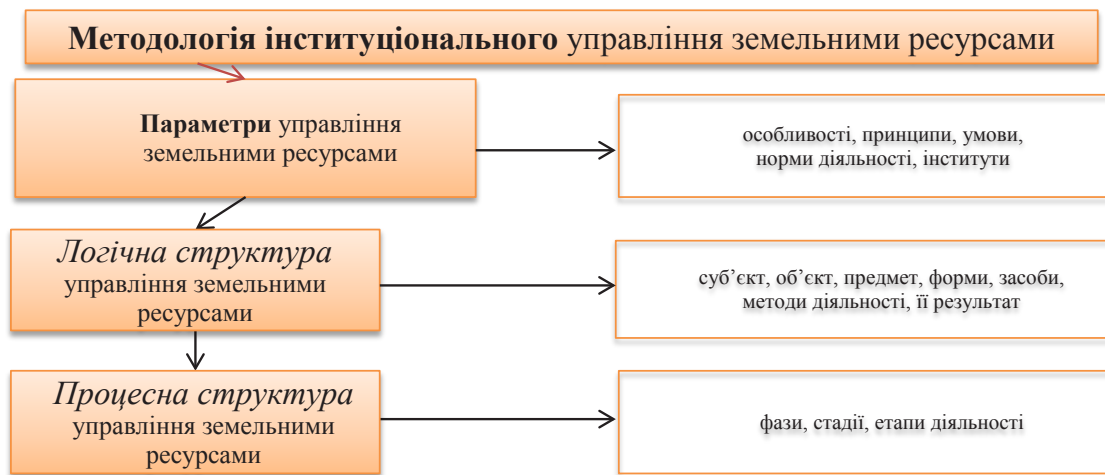 Методологія інституціонального управління земельними ресурсами
Параметри управління
земельними ресурсами
особливості, принципи, умови,
норми діяльності, інститути
Логічна структура
управління земельними
ресурсами
суб’єкт, об’єкт, предмет, форми, засоби,
методи діяльності, її результат
Процесна структура
управління земельними
ресурсами
фази, стадії, етапи діяльності